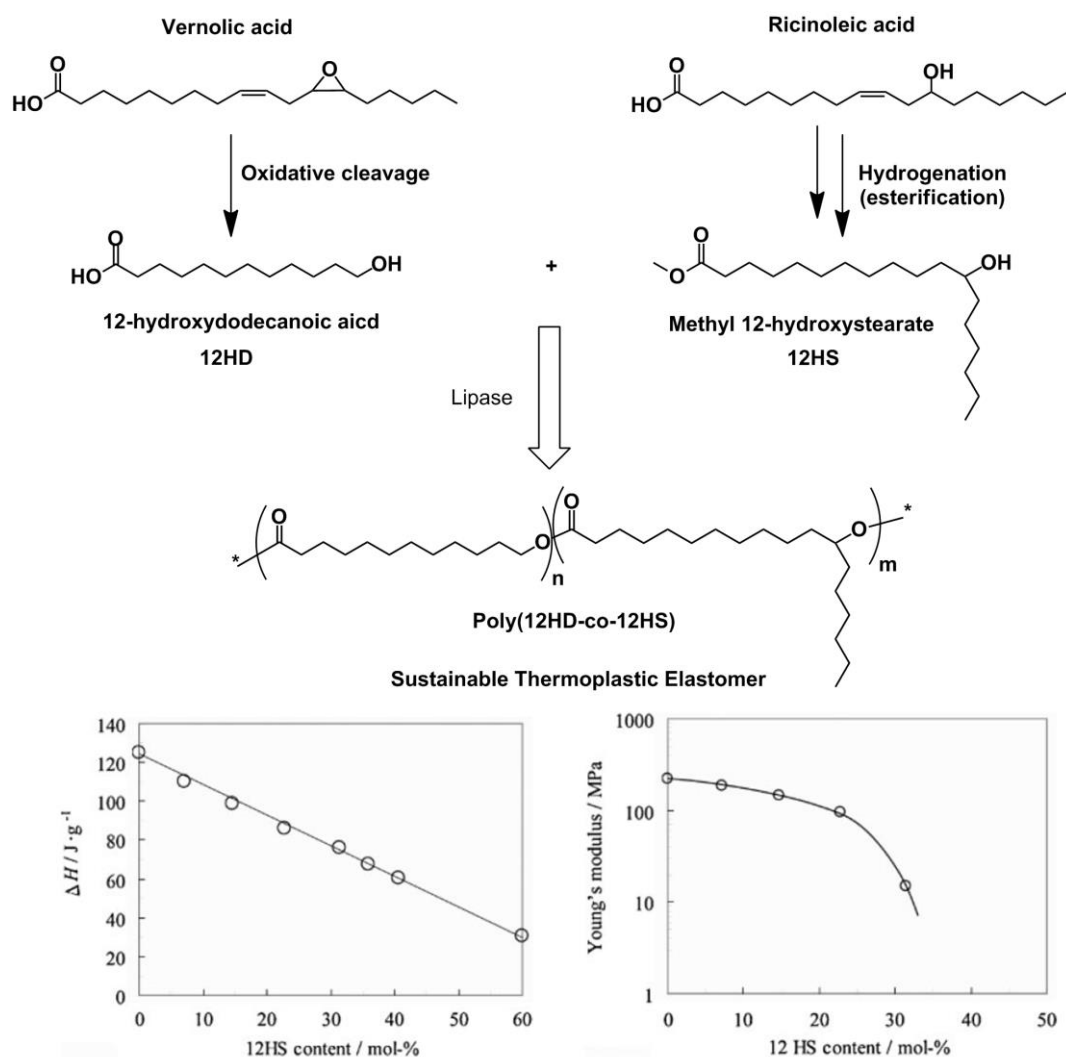 Vernolic acid
Ricinoleic acid
O
HO
O
O
HO
OH
Oxidative cleavage
Hydrogenation
(esterification)
O
HO
OH
+
O
O
OH
12-hydroxydodecanoic aicd
12HD
Methyl 12-hydroxystearate
12HS
Lipase
*
O
O
n
O
O
m
*
Poly(12HD-co-12HS)
Sustainable Thermoplastic Elastomer
ΔH / J·g⁻¹
140
120
100
80
60
40
20
0
0 10 20 30 40 50 60
12HS content / mol-%
Young's modulus / MPa
1000
100
10
1
0 10 20 30 40 50
12 HS content / mol-%